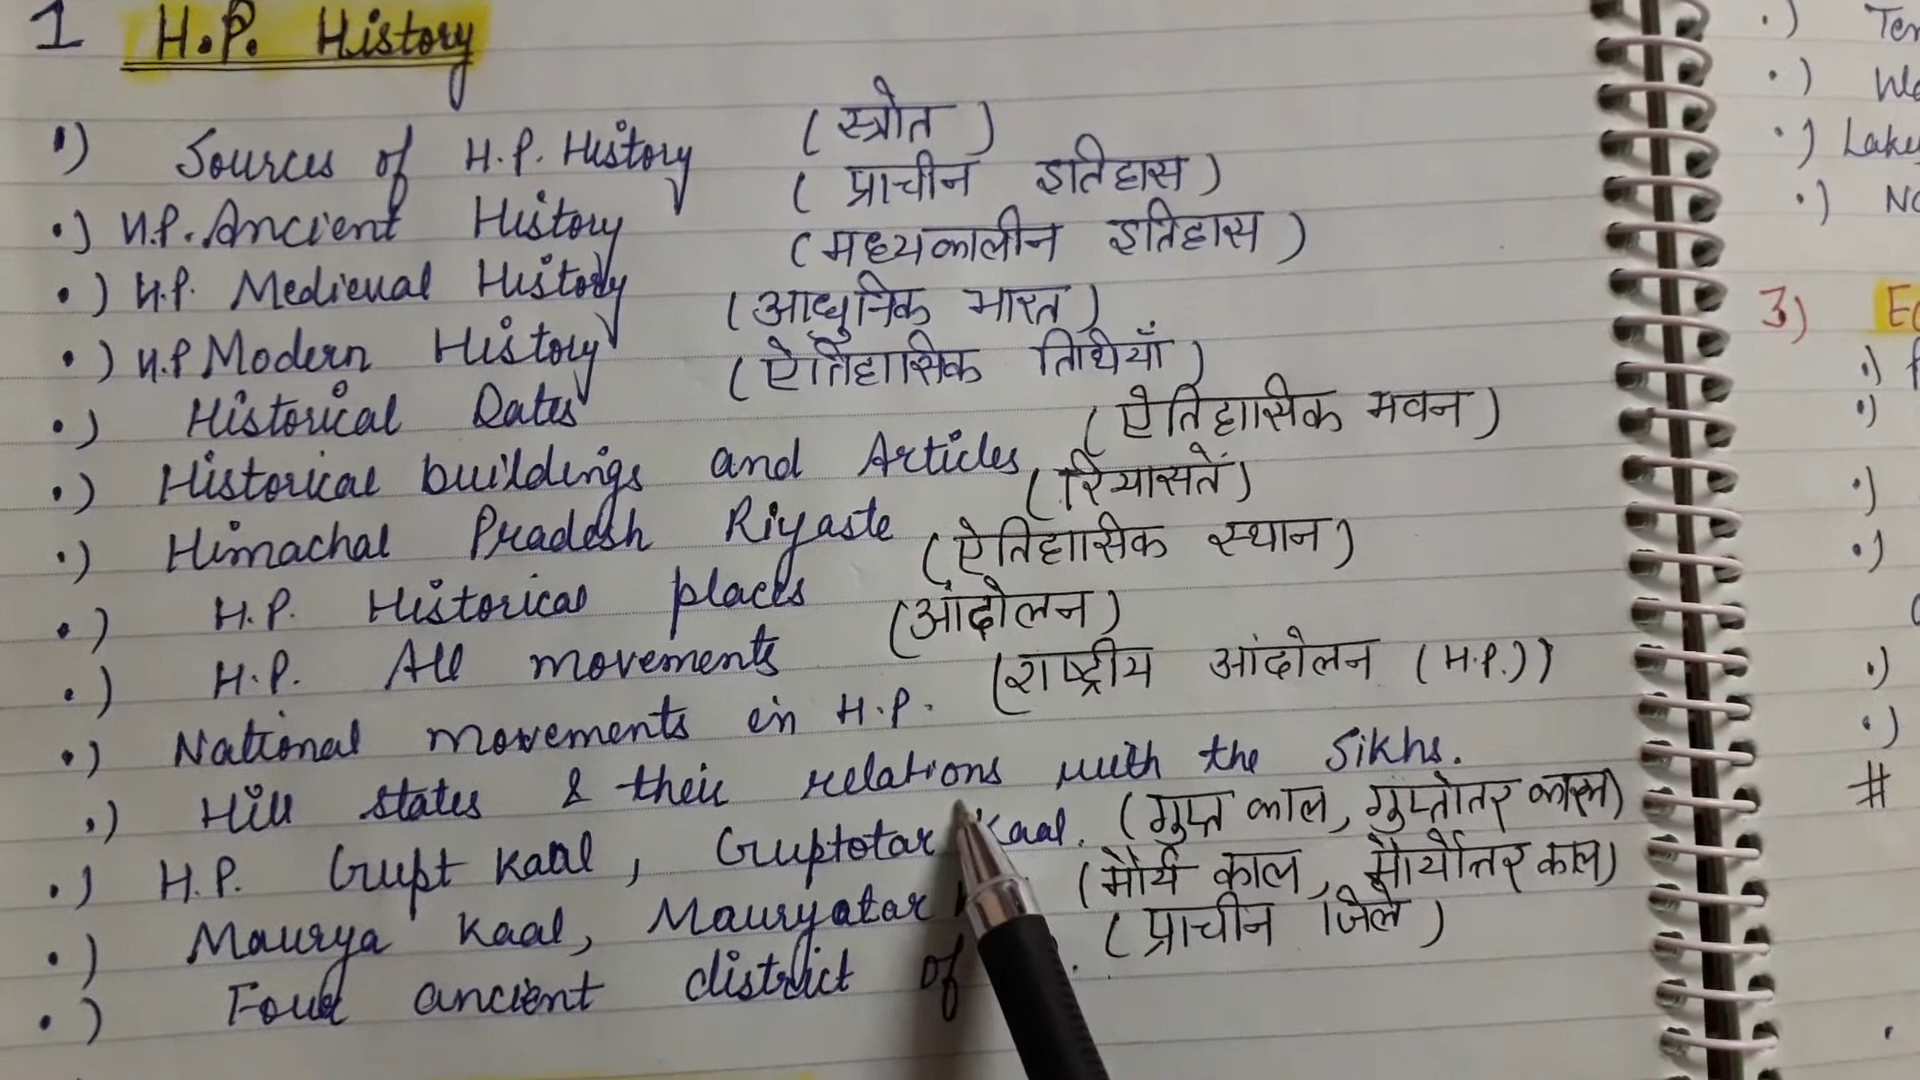 1 H.P. History
•) Sources of H.P. History (स्त्रोत)
•) H.P. Ancient History (प्राचीन इतिहास)
•) H.P. Medieval History (मध्यकालीन इतिहास)
•) H.P Modern History (आधुनिक भारत)
•) Historical Dates (ऐतिहासिक तिथियाँ)
•) Historical buildings and Articles (ऐतिहासिक भवन)
•) Himachal Pradesh Riyaste (रियासतें)
•) H.P. Historical places (ऐतिहासिक स्थान)
•) H.P. All movements (आंदोलन)
•) National movements in H.P. (राष्ट्रीय आंदोलन (H.P.))
•) Hill states & their relations with the Sikhs.
•) H.P. Gupt Kaal, Guptotar Kaal. (गुप्त काल, गुप्तोतर काल)
•) Maurya Kaal, Mauryatar (मौर्य काल, मौर्योत्तर काल)
•) Four ancient district of (प्राचीन जिले)
•)
•)
•) Lake
•)
3)
•)
•)
•)
•)
•)
•)
#